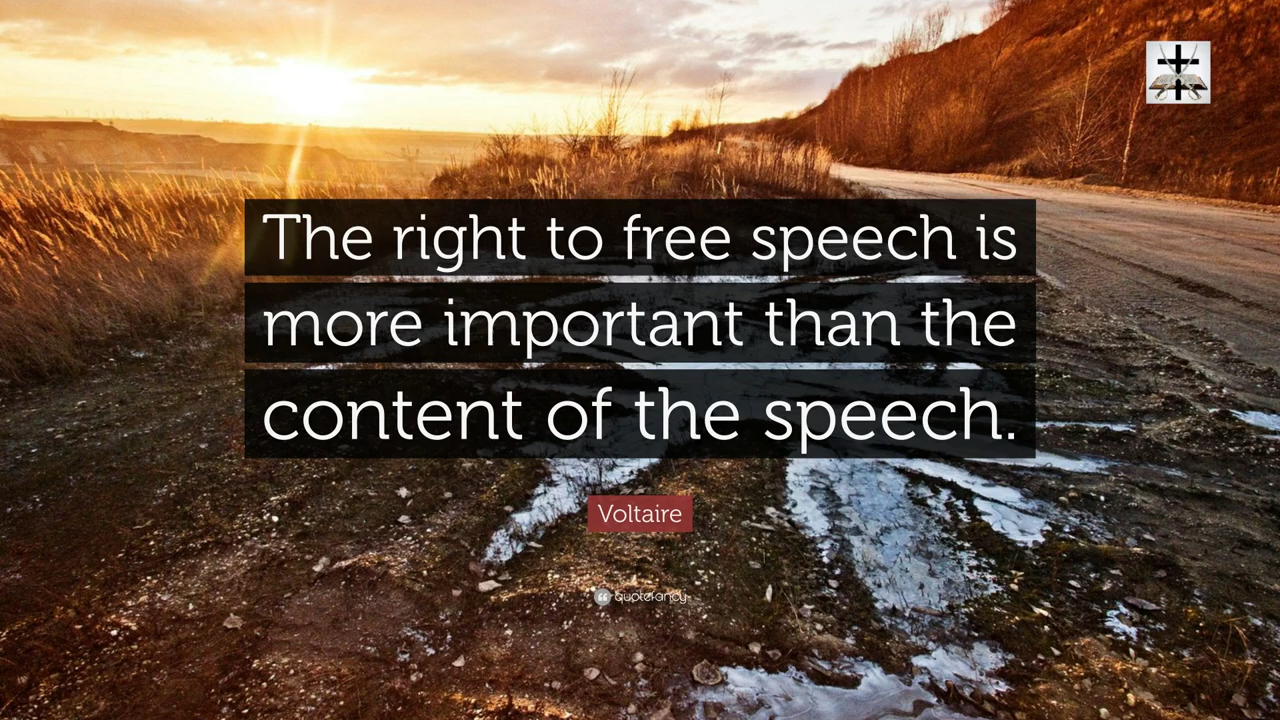 The right to free speech is
more important than the
content of the speech.
Voltaire
quotefancy